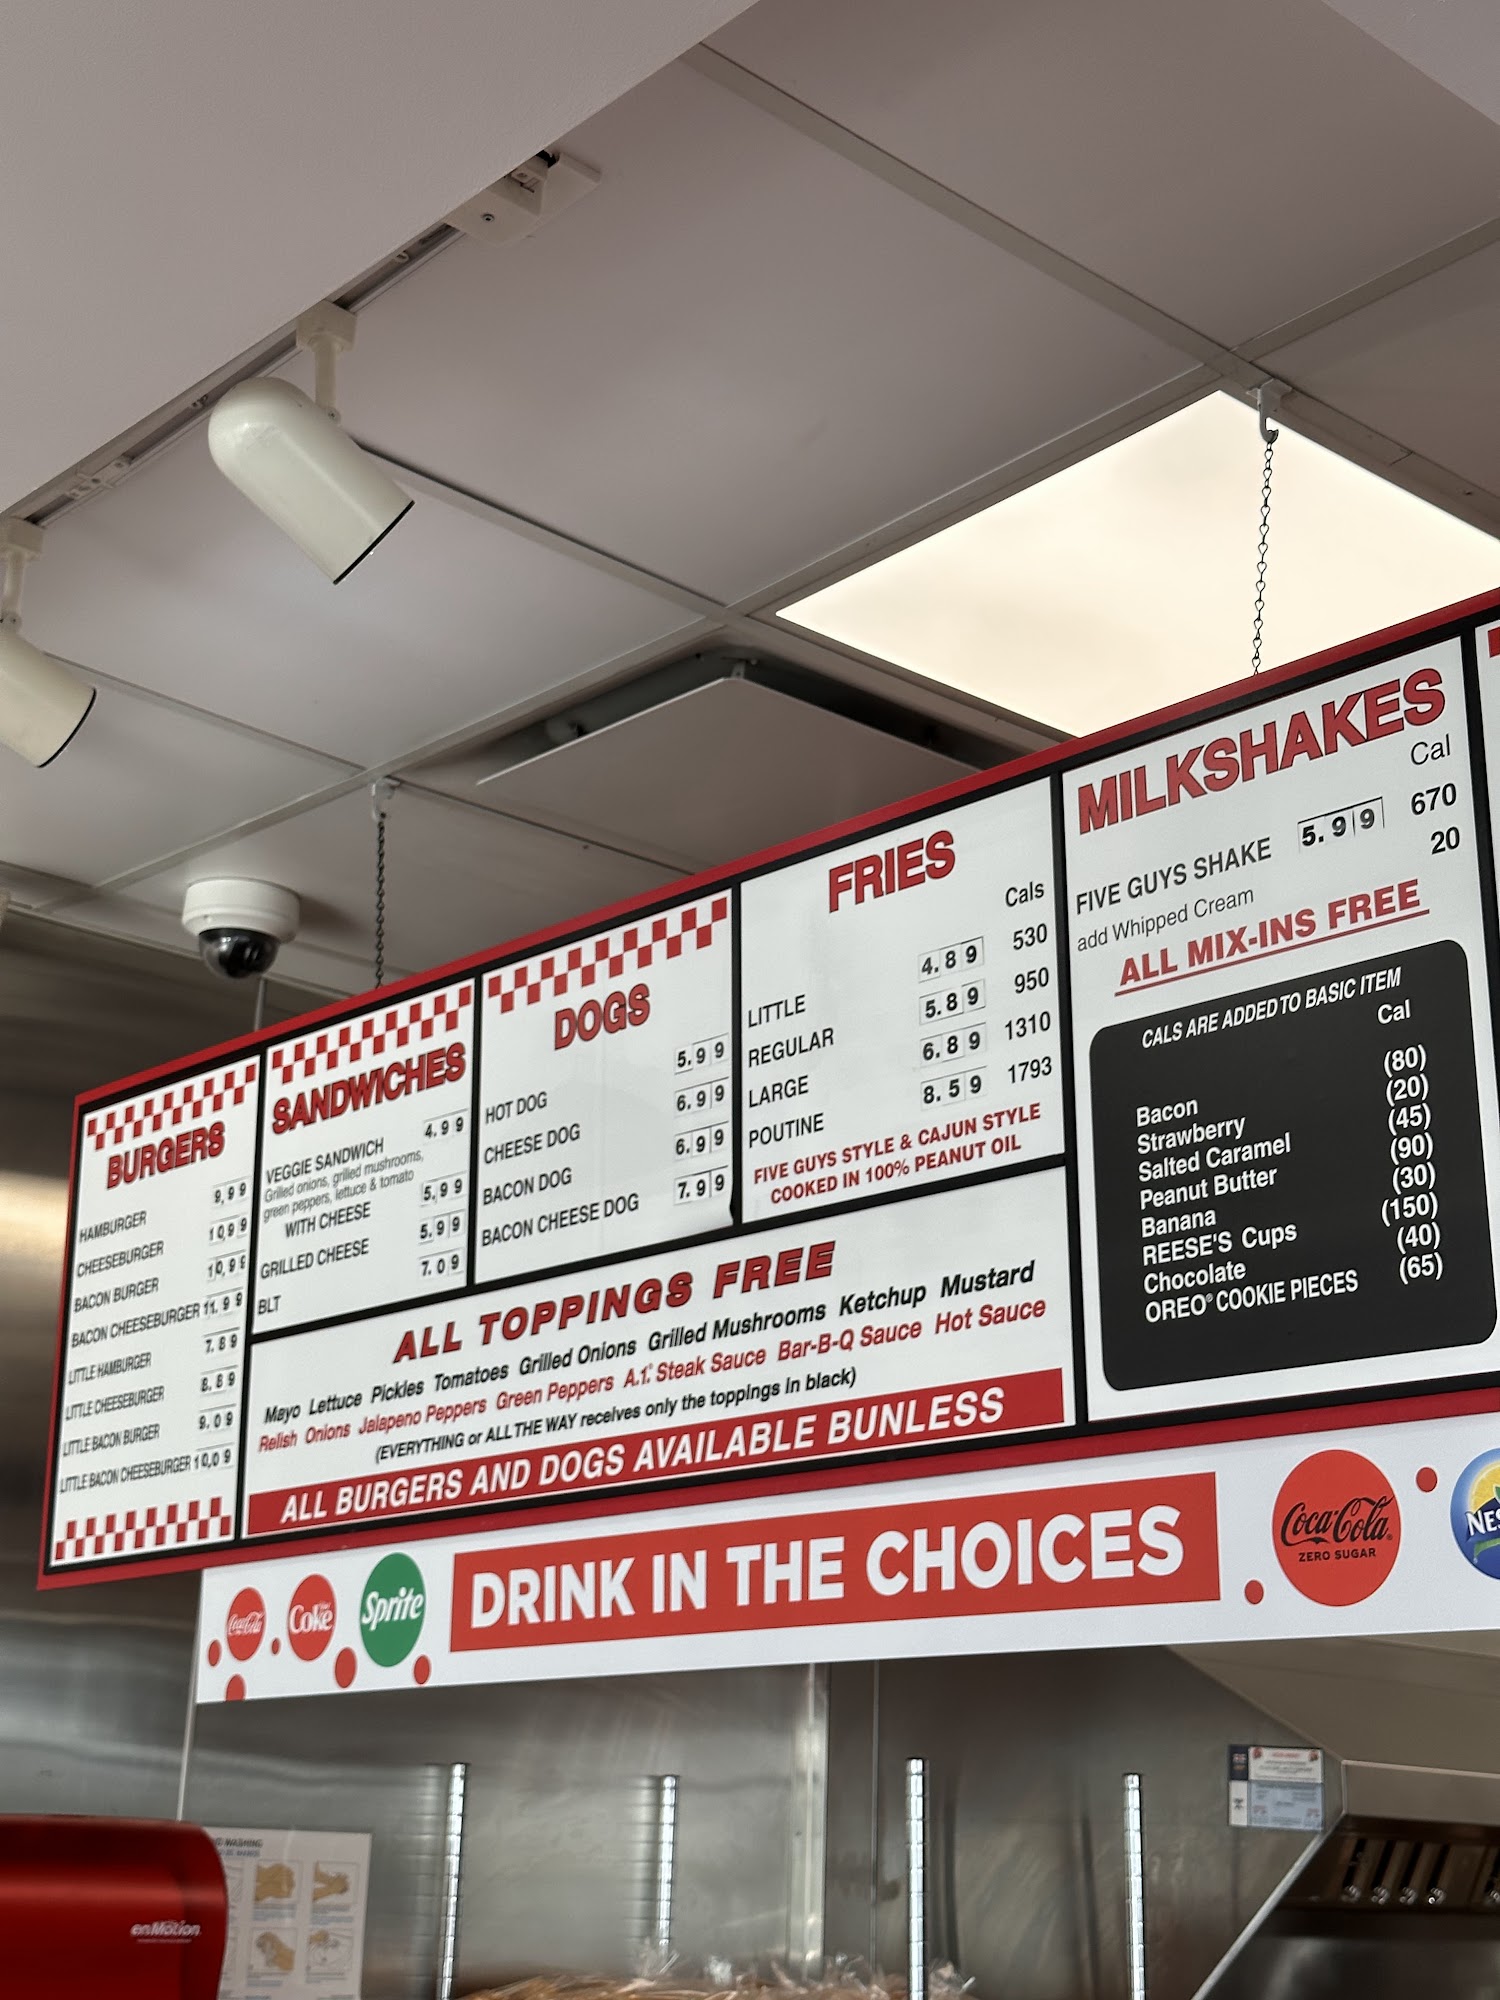 BURGERS
HAMBURGER 9.99
CHEESEBURGER 10.99
BACON BURGER 10.99
BACON CHEESEBURGER 11.99
LITTLE HAMBURGER 7.89
LITTLE CHEESEBURGER 8.89
LITTLE BACON BURGER 9.09
LITTLE BACON CHEESEBURGER 10.09
SANDWICHES
VEGGIE SANDWICH 4.99
Grilled onions, grilled mushrooms,
green peppers, lettuce & tomato
WITH CHEESE 5.99
GRILLED CHEESE 5.99
BLT 7.09
DOGS
HOT DOG 5.99
CHEESE DOG 6.99
BACON DOG 6.99
BACON CHEESE DOG 7.99
FRIES
Cals
LITTLE 4.89 530
REGULAR 5.89 950
LARGE 6.89 1310
POUTINE 8.59 1793
FIVE GUYS STYLE & CAJUN STYLE
COOKED IN 100% PEANUT OIL
ALL TOPPINGS FREE
Mayo Lettuce Pickles Tomatoes Grilled Onions Grilled Mushrooms Ketchup Mustard
Relish Onions Jalapeno Peppers Green Peppers A.1. Steak Sauce Bar-B-Q Sauce Hot Sauce
(EVERYTHING or ALL THE WAY receives only the toppings in black)
ALL BURGERS AND DOGS AVAILABLE BUNLESS
MILKSHAKES
Cal
FIVE GUYS SHAKE 5.99 670
add Whipped Cream 20
ALL MIX-INS FREE
CALS ARE ADDED TO BASIC ITEM
Cal
Bacon (80)
Strawberry (20)
Salted Caramel (45)
Peanut Butter (90)
Banana (30)
REESE'S Cups (150)
Chocolate (40)
OREO® COOKIE PIECES (65)
Coca-Cola
Coke
Sprite
DRINK IN THE CHOICES
Coca-Cola
ZERO SUGAR
NES
WASHING
enMotion